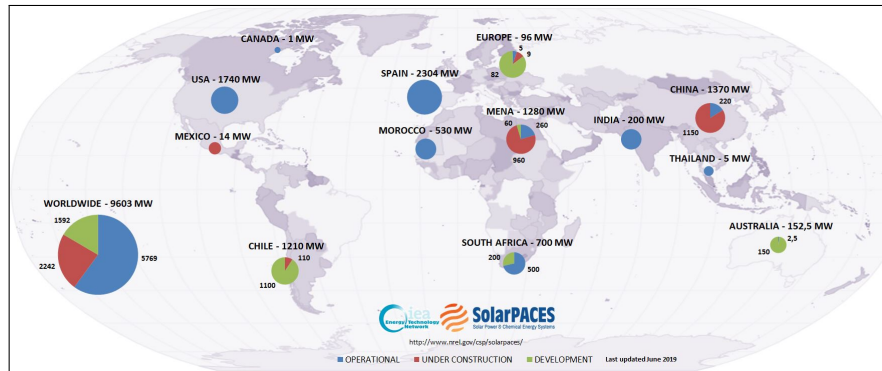 CANADA - 1 MW
EUROPE - 96 MW
5
9
82
USA - 1740 MW
SPAIN - 2304 MW
CHINA - 1370 MW
220
1150
MENA - 1280 MW
60
260
960
INDIA - 200 MW
MOROCCO - 530 MW
MEXICO - 14 MW
THAILAND - 5 MW
WORLDWIDE - 9603 MW
1592
2242
5769
CHILE - 1210 MW
110
1100
SOUTH AFRICA - 700 MW
200
500
AUSTRALIA - 152,5 MW
2,5
150
iea
Energy Technology
Network
SolarPACES
Solar Power & Chemical Energy Systems
http://www.nrel.gov/csp/solarpaces/
OPERATIONAL UNDER CONSTRUCTION DEVELOPMENT Last updated June 2019